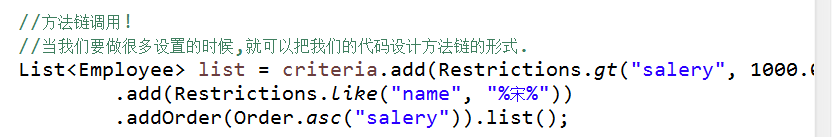 //方法链调用!
//当我们要做很多设置的时候,就可以把我们的代码设计方法链的形式.
List<Employee> list = criteria.add(Restrictions.gt("salery", 1000.0
.add(Restrictions.like("name", "%宋%"))
.addOrder(Order.asc("salery")).list();